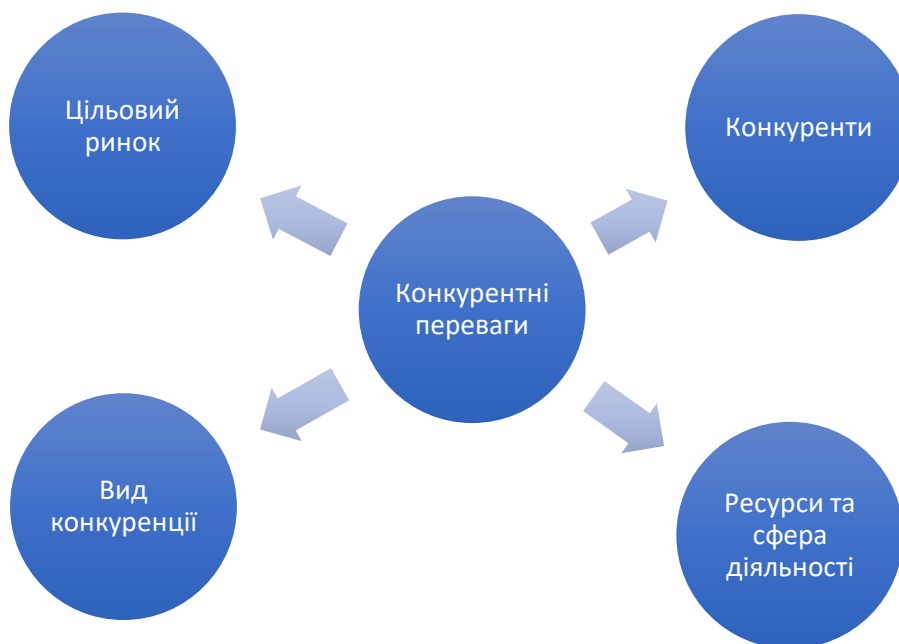 Цільовий
ринок
Конкуренти
Конкурентні
переваги
Вид
конкуренції
Ресурси та
сфера
діяльності